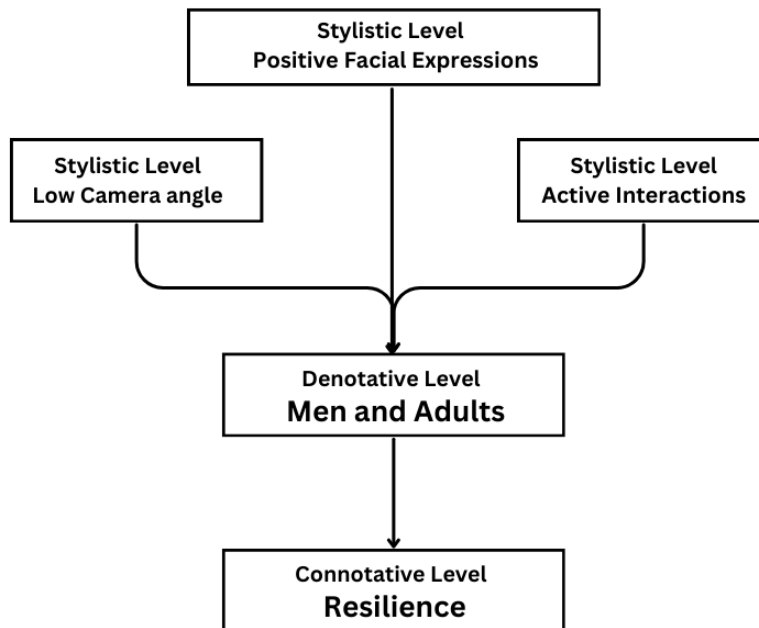 Stylistic Level
Positive Facial Expressions
Stylistic Level
Low Camera angle
Stylistic Level
Active Interactions
Denotative Level
Men and Adults
Connotative Level
Resilience